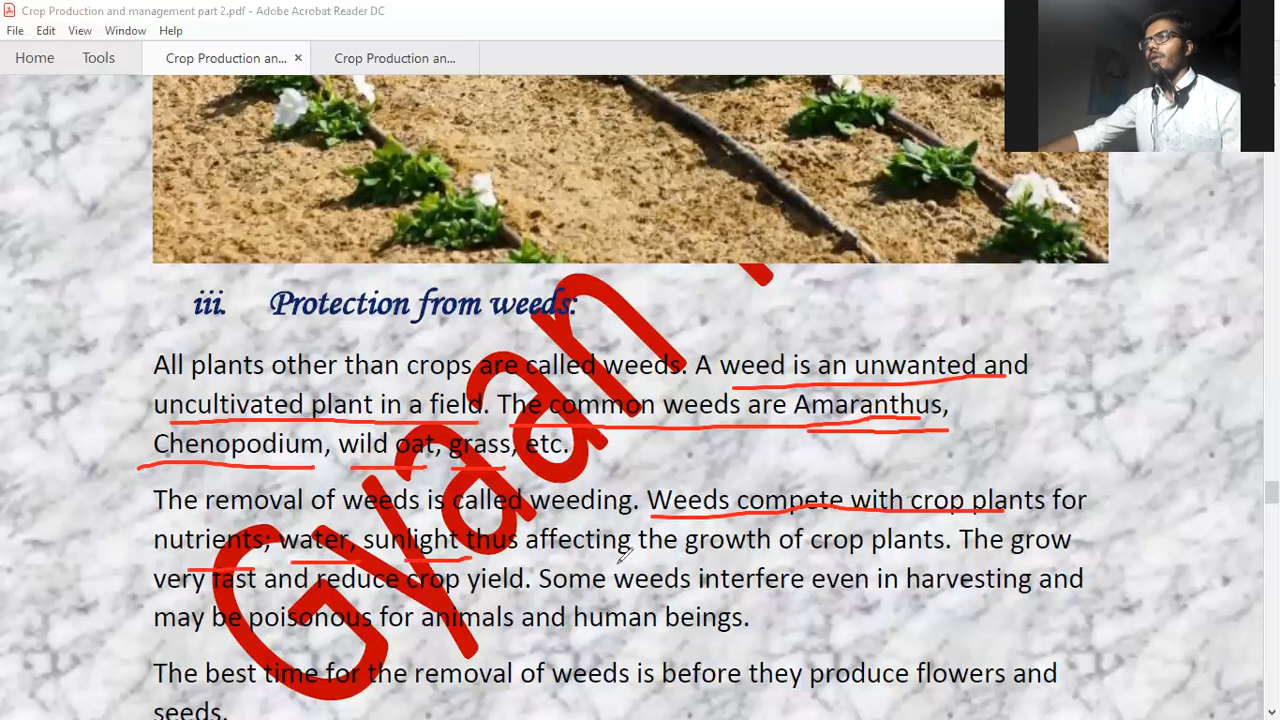 Crop Production and management part 2.pdf - Adobe Acrobat Reader DC
File Edit View Window Help
Home Tools Crop Production an... × Crop Production an...
iii. Protection from weeds:
All plants other than crops are called weeds. A weed is an unwanted and
uncultivated plant in a field. The common weeds are Amaranthus,
Chenopodium, wild oat, grass, etc.
The removal of weeds is called weeding. Weeds compete with crop plants for
nutrients; water, sunlight thus affecting the growth of crop plants. The grow
very fast and reduce crop yield. Some weeds interfere even in harvesting and
may be poisonous for animals and human beings.
The best time for the removal of weeds is before they produce flowers and
seeds.
Gyaan